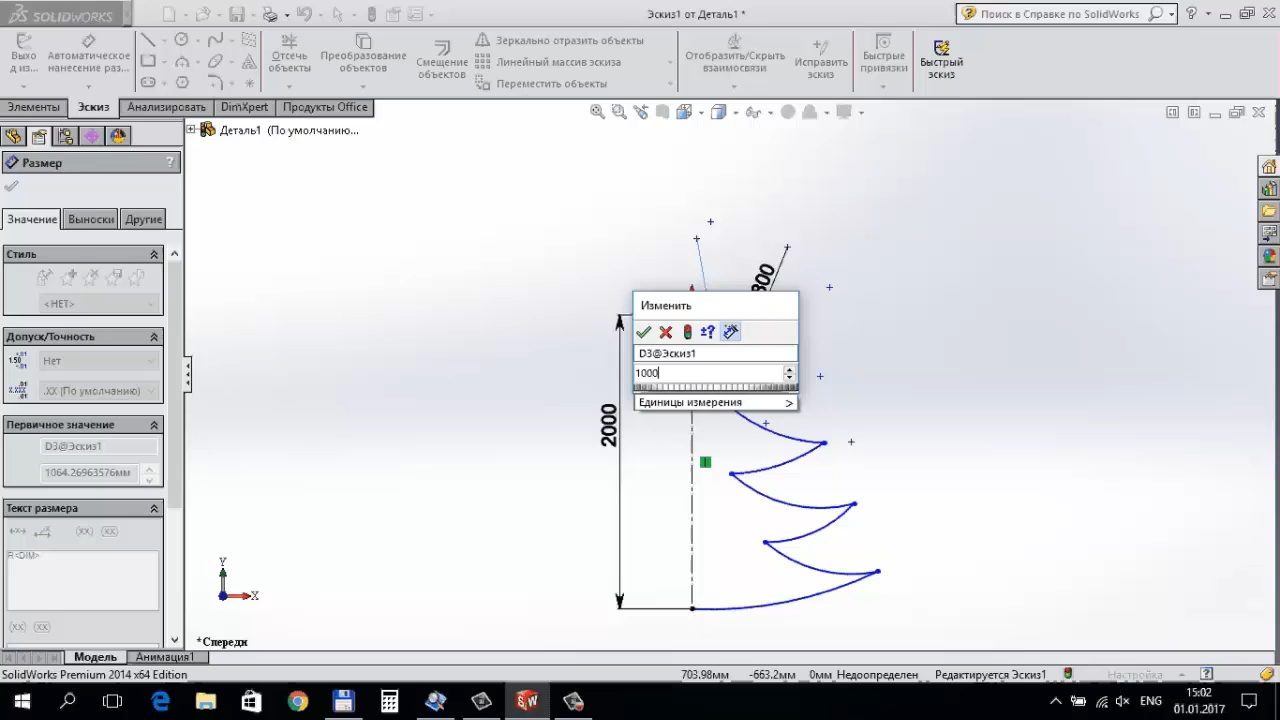 SOLIDWORKS
Эскиз1 от Деталь1 *
Поиск в Справке по SolidWorks
Выхо
д из...
Автоматическое
нанесение раз...
Отсечь
объекты
Преобразование
объектов
Смещение
объектов
Зеркально отразить объекты
Линейный массив эскиза
Переместить объекты
Отобразить/Скрыть
взаимосвязи
Исправить
эскиз
Быстрые
привязки
Быстрый
эскиз
Элементы
Эскиз
Анализировать
DimXpert
Продукты Office
Деталь1 (По умолчанию...
Размер
?
Значение
Выноски
Другие
Стиль
<НЕТ>
Допуск/Точность
Нет
.XX (По умолчанию)
Первичное значение
D3@Эскиз1
1064.26963576мм
Текст размера
R<DIM>
(xx)
800
Изменить
±?
D3@Эскиз1
1000
Единицы измерения >
2000
Y
X
*Спереди
Модель
Анимация1
SolidWorks Premium 2014 x64 Edition
703.98мм
-663.2мм
0мм
Недоопределен
Редактируется Эскиз1
Настройка
?
ENG
15:02
01.01.2017